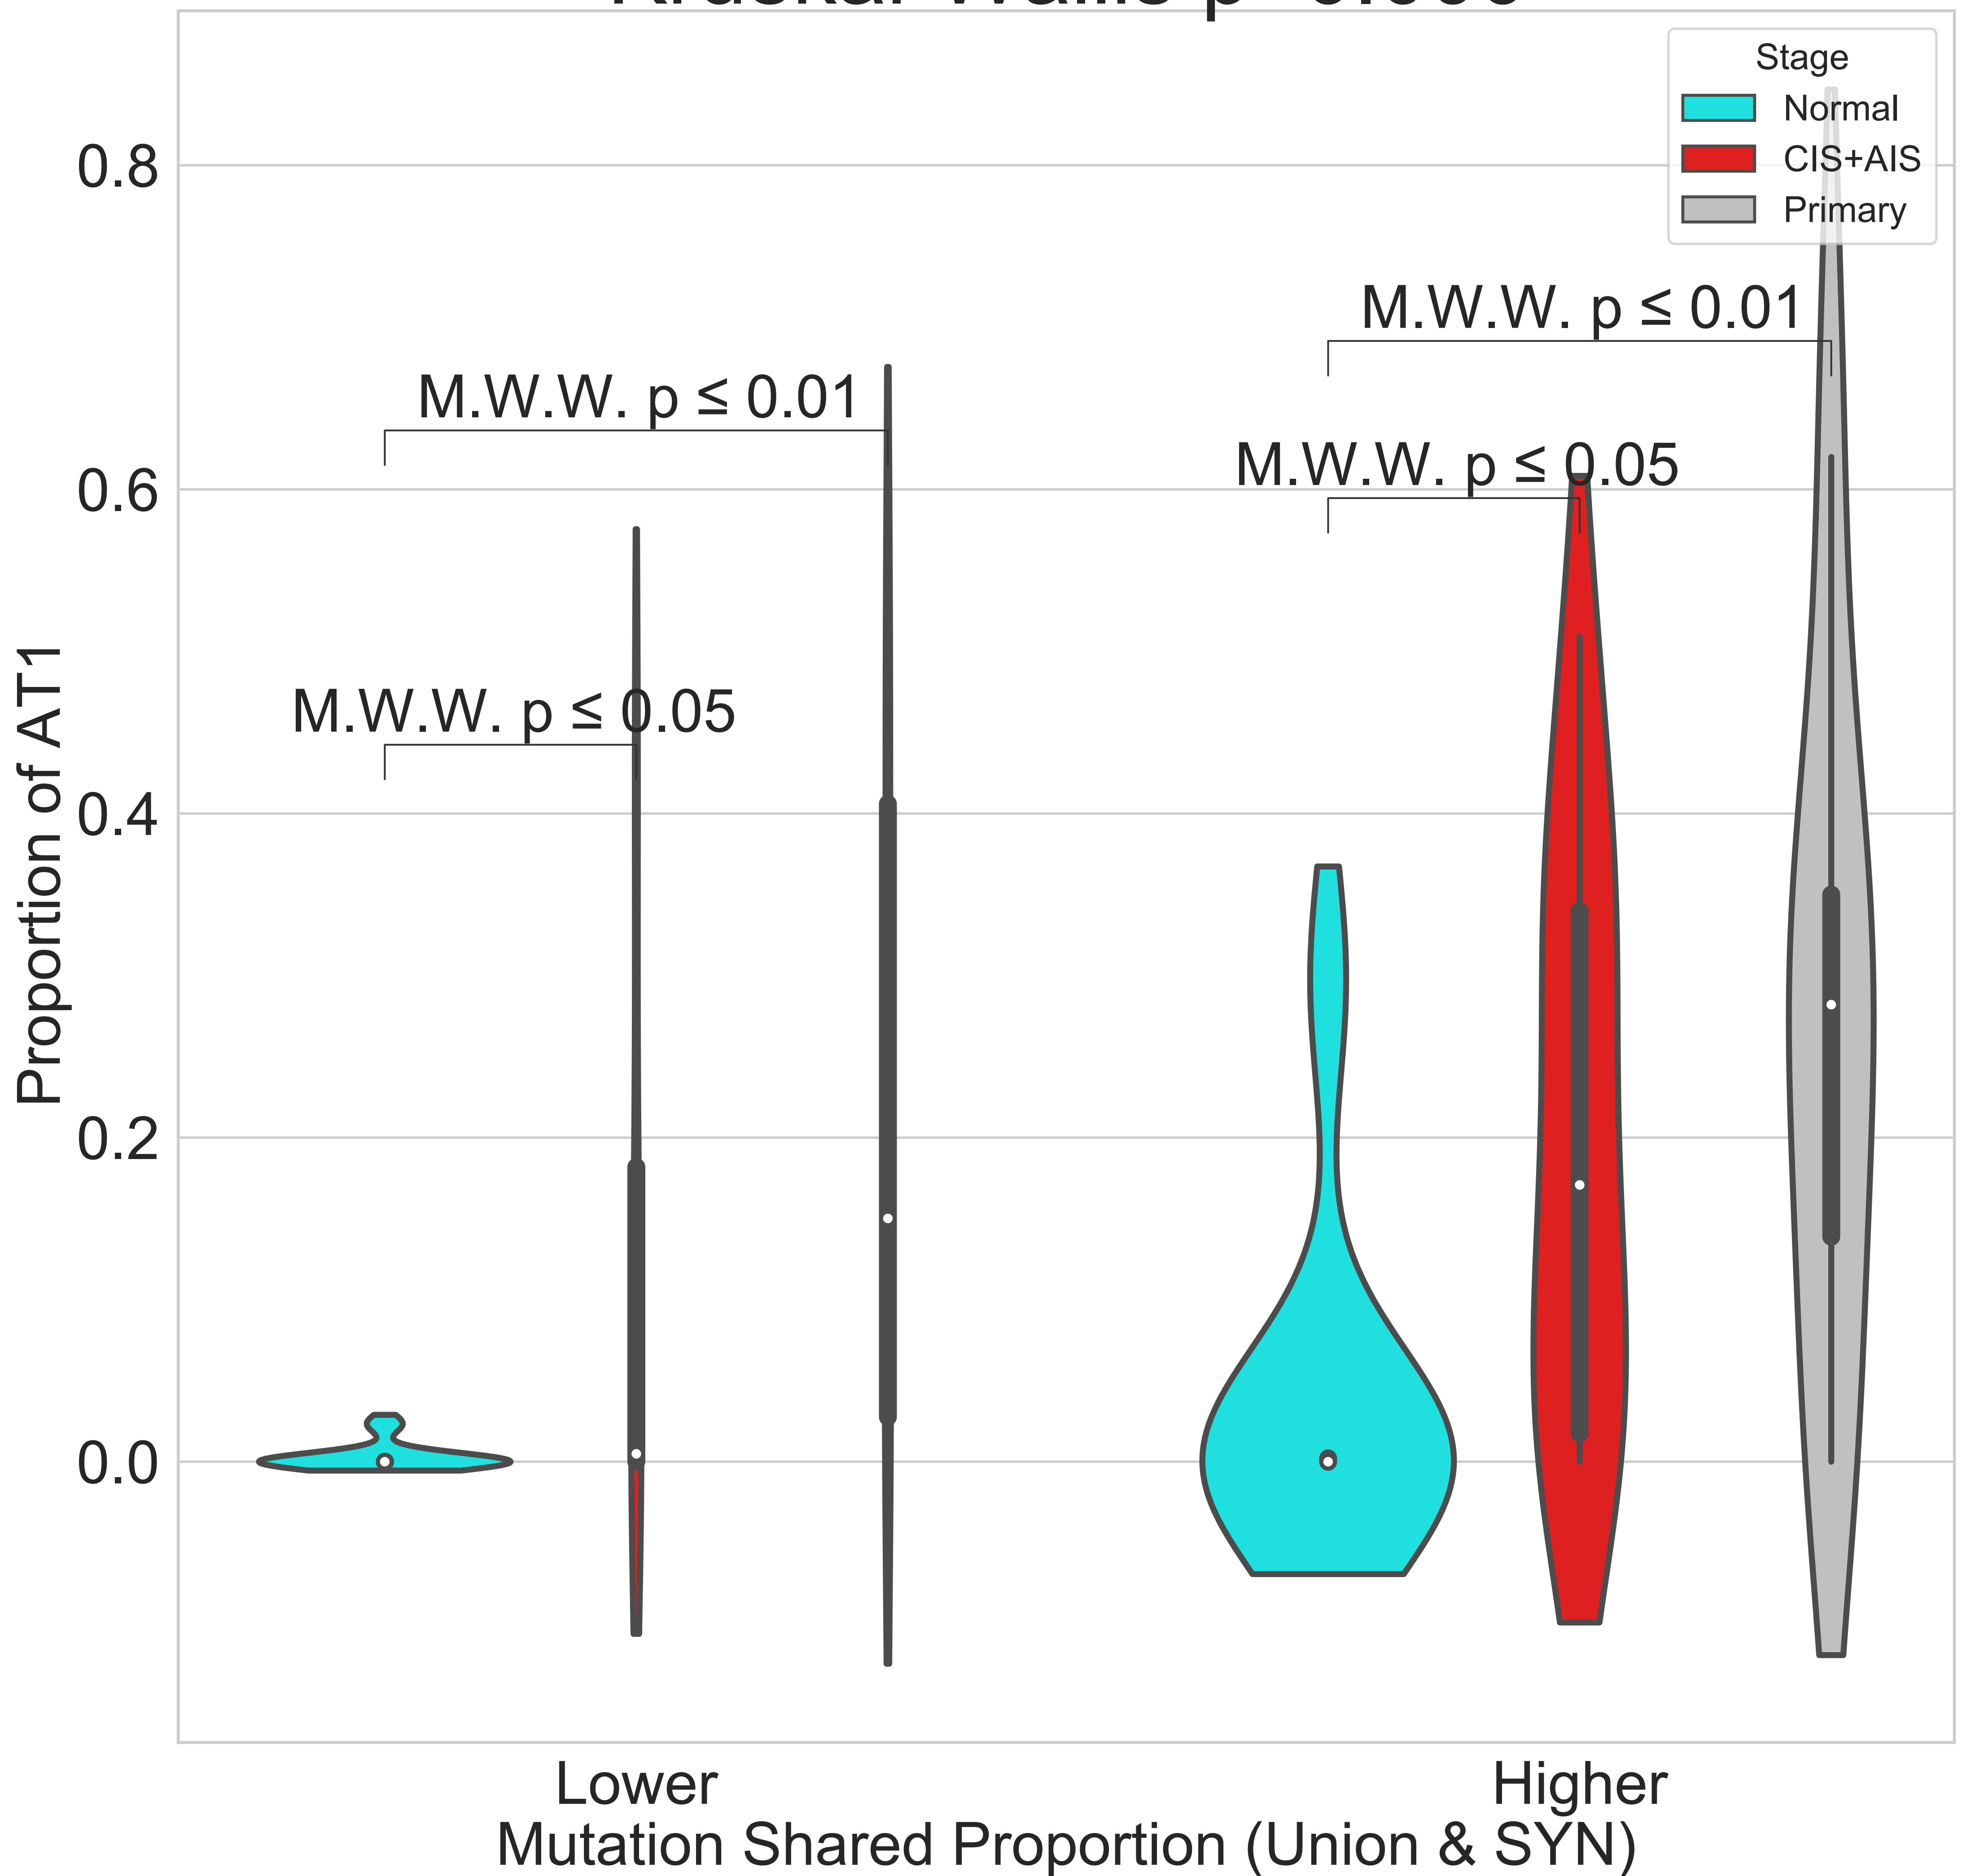 Stage
Normal
CIS+AIS
Primary
0.8
0.6
0.4
0.2
0.0
Proportion of AT1
M.W.W. p ≤ 0.01
M.W.W. p ≤ 0.01
M.W.W. p ≤ 0.05
M.W.W. p ≤ 0.05
Lower
Higher
Mutation Shared Proportion (Union & SYN)